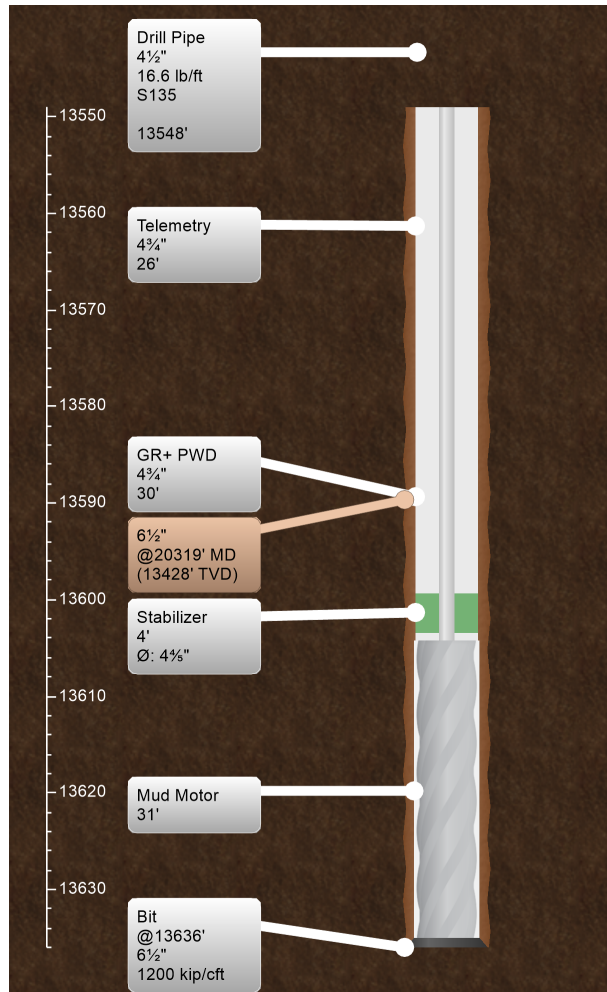 Drill Pipe
4½"
16.6 lb/ft
S135
13548'
13550
13560
Telemetry
4¾"
26'
13570
13580
GR+ PWD
4¾"
30'
13590
6½"
@20319' MD
(13428' TVD)
13600
Stabilizer
4'
Ø: 4⅘"
13610
13620
Mud Motor
31'
13630
Bit
@13636'
6½"
1200 kip/cft